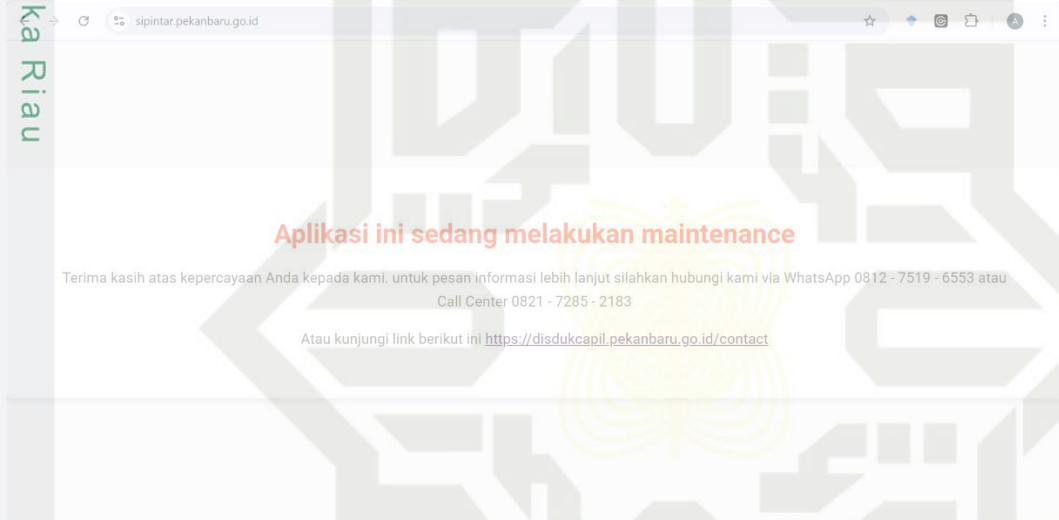 sipintar.pekanbaru.go.id
A
ka Riau
Aplikasi ini sedang melakukan maintenance
Terima kasih atas kepercayaan Anda kepada kami. untuk pesan informasi lebih lanjut silahkan hubungi kami via WhatsApp 0812 - 7519 - 6553 atau
Call Center 0821 - 7285 - 2183
Atau kunjungi link berikut ini https://disdukcapil.pekanbaru.go.id/contact